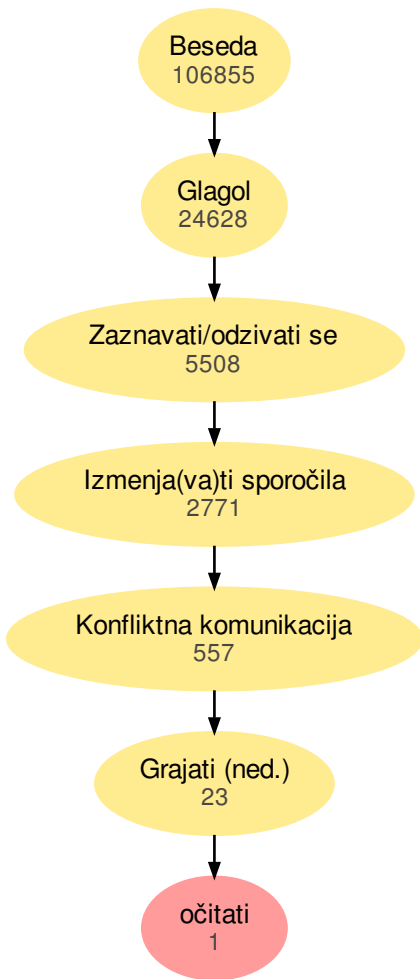 Beseda
106855
Glagol
24628
Zaznavati/odzivati se
5508
Izmenja(va)ti sporočila
2771
Konfliktna komunikacija
557
Grajati (ned.)
23
očitati
1